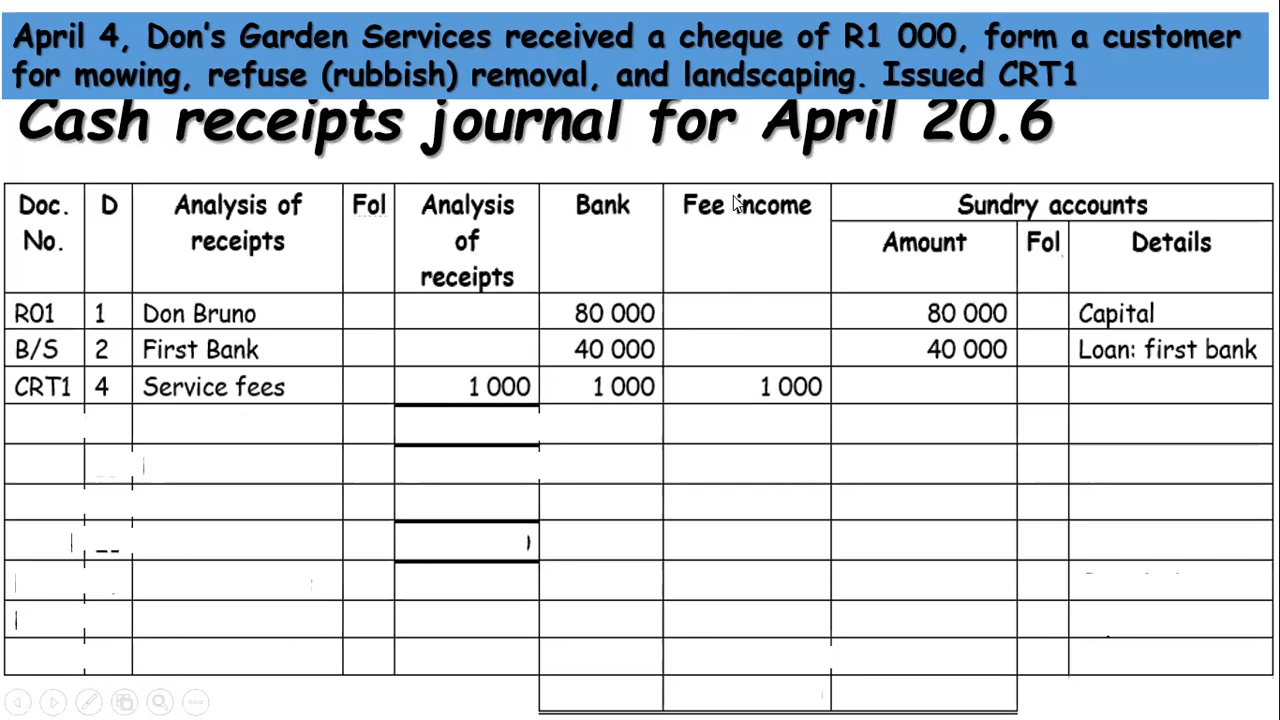 April 4, Don's Garden Services received a cheque of R1 000, form a customer
for mowing, refuse (rubbish) removal, and landscaping. Issued CRT1
Cash receipts journal for April 20.6
Doc. No. D Analysis of receipts Fol Analysis of receipts Bank Fee income Sundry accounts
Amount Fol Details
R01 1 Don Bruno 80 000 80 000 Capital
B/S 2 First Bank 40 000 40 000 Loan: first bank
CRT1 4 Service fees 1 000 1 000 1 000